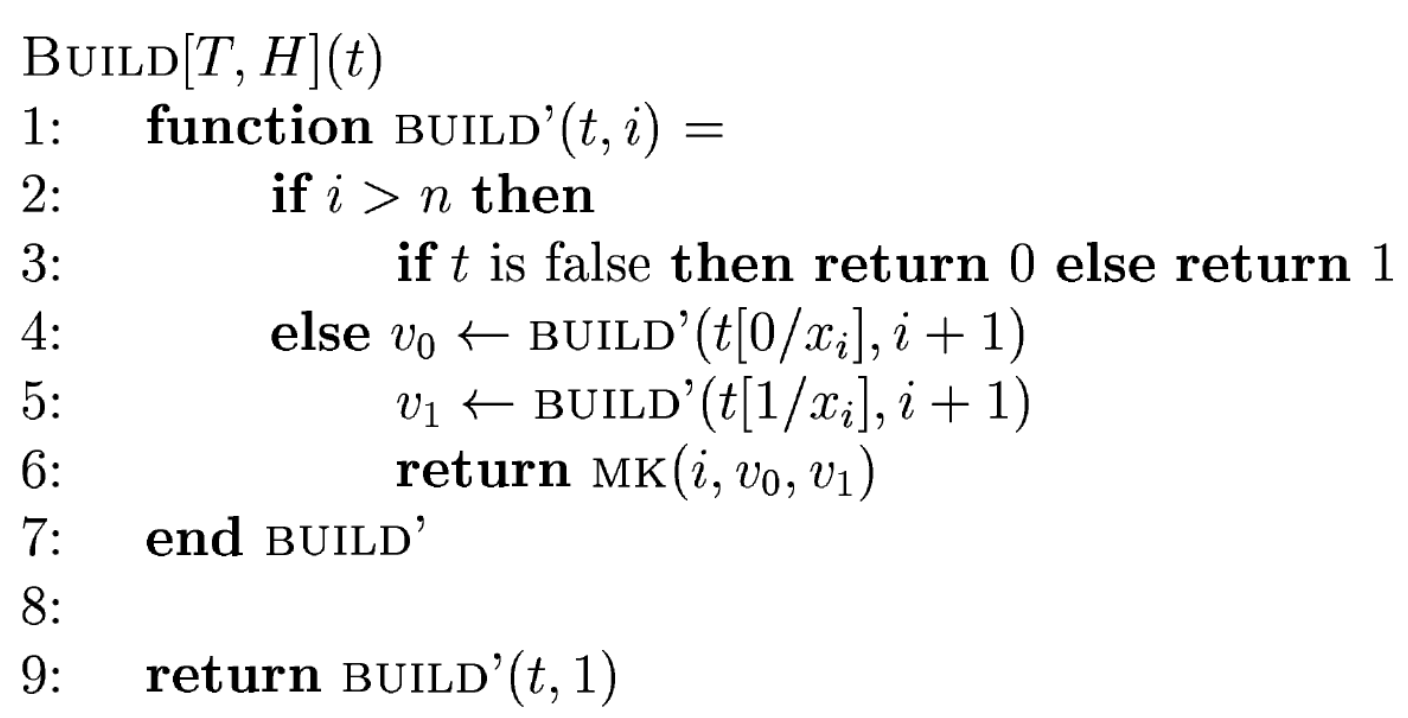 BUILD[T, H](t)
1: function BUILD’(t, i) =
2: if i > n then
3: if t is false then return 0 else return 1
4: else v₀ ← BUILD’(t[0/xᵢ], i + 1)
5: v₁ ← BUILD’(t[1/xᵢ], i + 1)
6: return MK(i, v₀, v₁)
7: end BUILD’
8:
9: return BUILD’(t, 1)